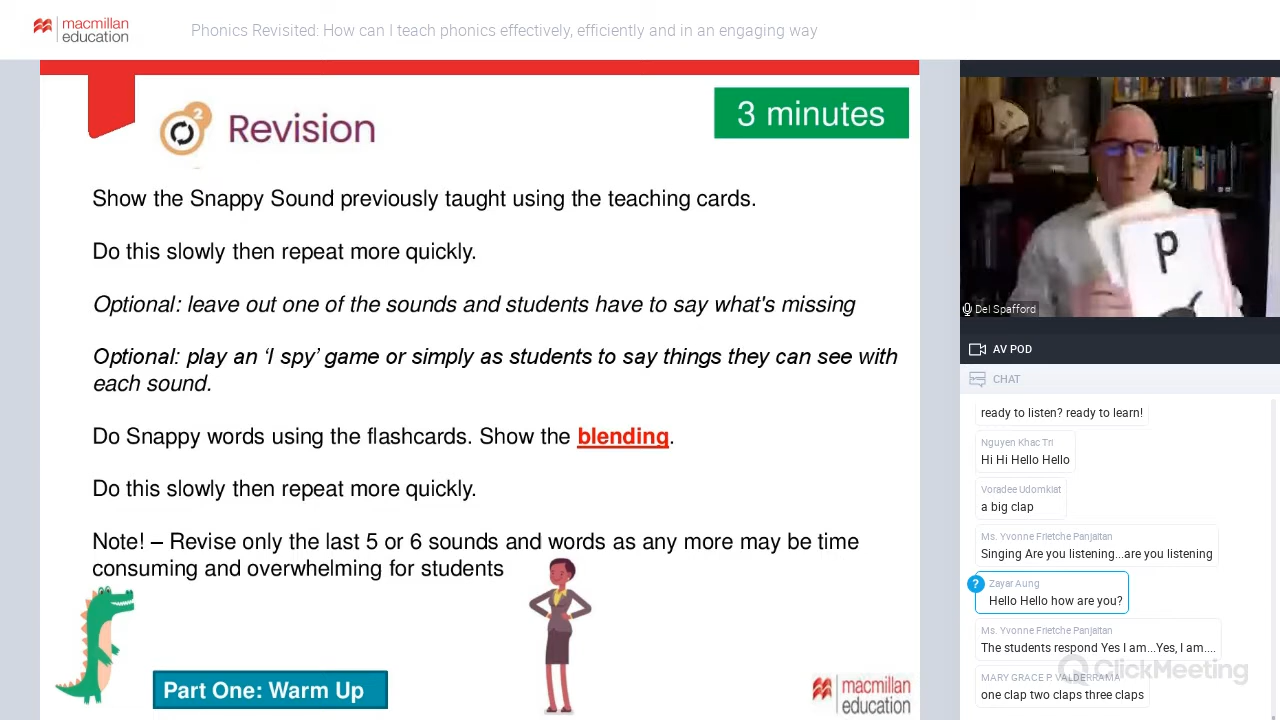 macmillan
education
Phonics Revisited: How can I teach phonics effectively, efficiently and in an engaging way
2
Revision
3 minutes
Show the Snappy Sound previously taught using the teaching cards.
Do this slowly then repeat more quickly.
Optional: leave out one of the sounds and students have to say what's missing
Optional: play an ‘I spy’ game or simply as students to say things they can see with
each sound.
Do Snappy words using the flashcards. Show the blending.
Do this slowly then repeat more quickly.
Note! – Revise only the last 5 or 6 sounds and words as any more may be time
consuming and overwhelming for students
Part One: Warm Up
macmillan
education
p
Del Spafford
AV POD
CHAT
ready to listen? ready to learn!
Nguyen Khac Tri
Hi Hi Hello Hello
Voradee Udomkiat
a big clap
Ms. Yvonne Frietche Panjaitan
Singing Are you listening...are you listening
?
Zayar Aung
Hello Hello how are you?
Ms. Yvonne Frietche Panjaitan
The students respond Yes I am...Yes, I am....
ClickMeeting
MARY GRACE P. VALDERRAMA
one clap two claps three claps